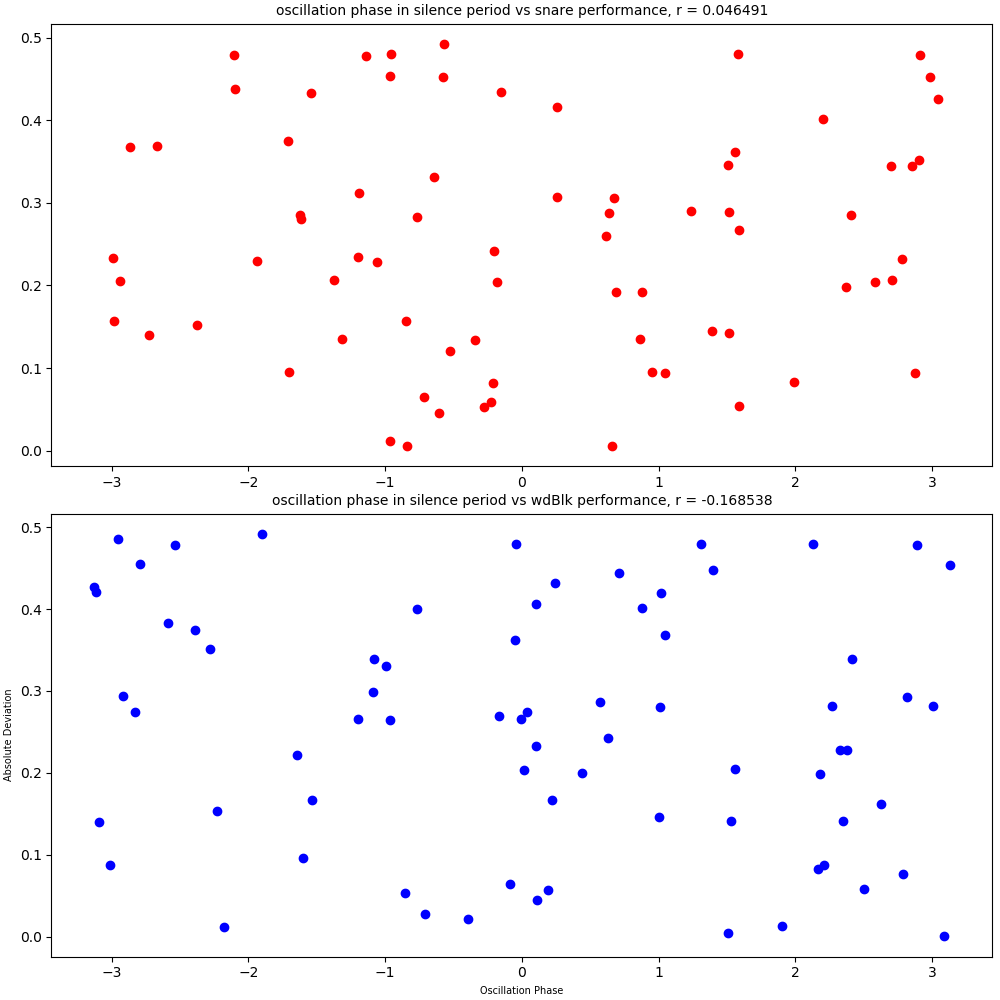 oscillation phase in silence period vs snare performance, r = 0.046491
0.5
0.4
0.3
0.2
0.1
0.0
−3 −2 −1 0 1 2 3
oscillation phase in silence period vs wdBlk performance, r = -0.168538
0.5
0.4
0.3
0.2
0.1
0.0
Absolute Deviation
−3 −2 −1 0 1 2 3
Oscillation Phase